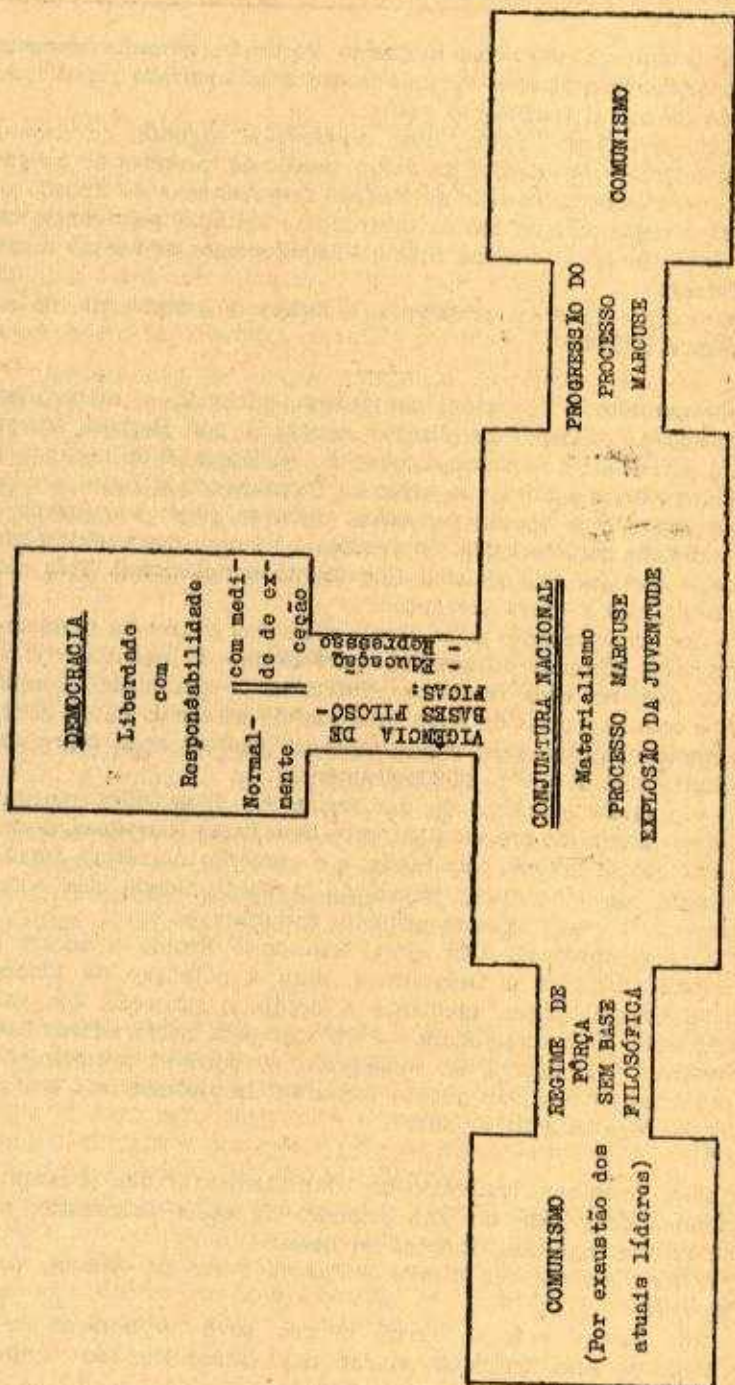 DEMOCRACIA
Liberdade
com
Responsabilidade
Normal-
mente
com medi-
da de ex-
ceção
VIGÊNCIA DE
BASES FILOSÓ-
FICAS:
. Educação
. Repressão
CONJUNTURA NACIONAL
Materialismo
PROCESSO MARCUSE
EXPLOSÃO DA JUVENTUDE
COMUNISMO
(Por exaustão dos
atuais líderos)
REGIME DE
FÔRÇA
SEM BASE
FILOSÓFICA
PROGRESSÃO DO
PROCESSO
MARCUSE
COMUNISMO